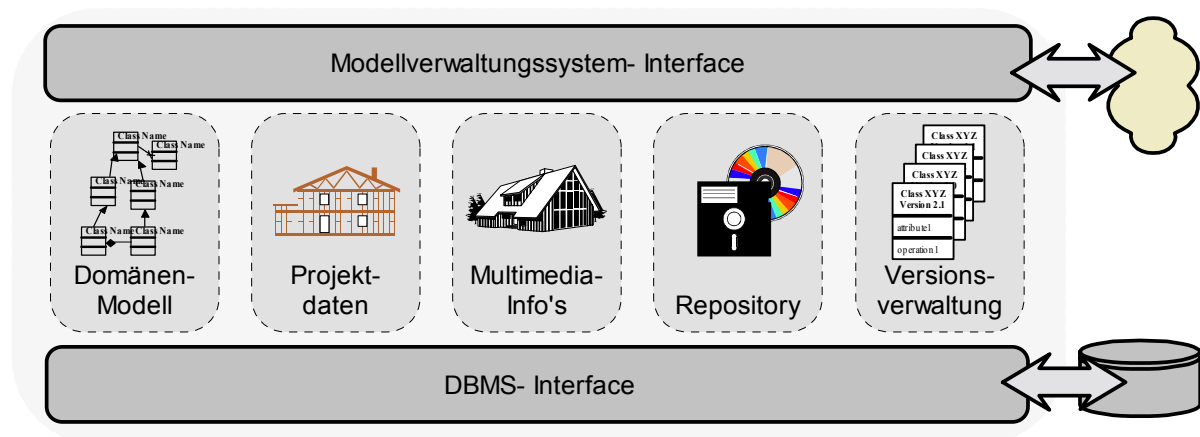 Modellverwaltungssystem- Interface
Class Name
Class Name
Class Name
Class Name
Class Name
Class Name
Domänen-
Modell
Projekt-
daten
Multimedia-
Info's
Repository
Class XYZ
Class XYZ
Class XYZ
Class XYZ
Version 2.1
attribute1
operation1
Versions-
verwaltung
DBMS- Interface